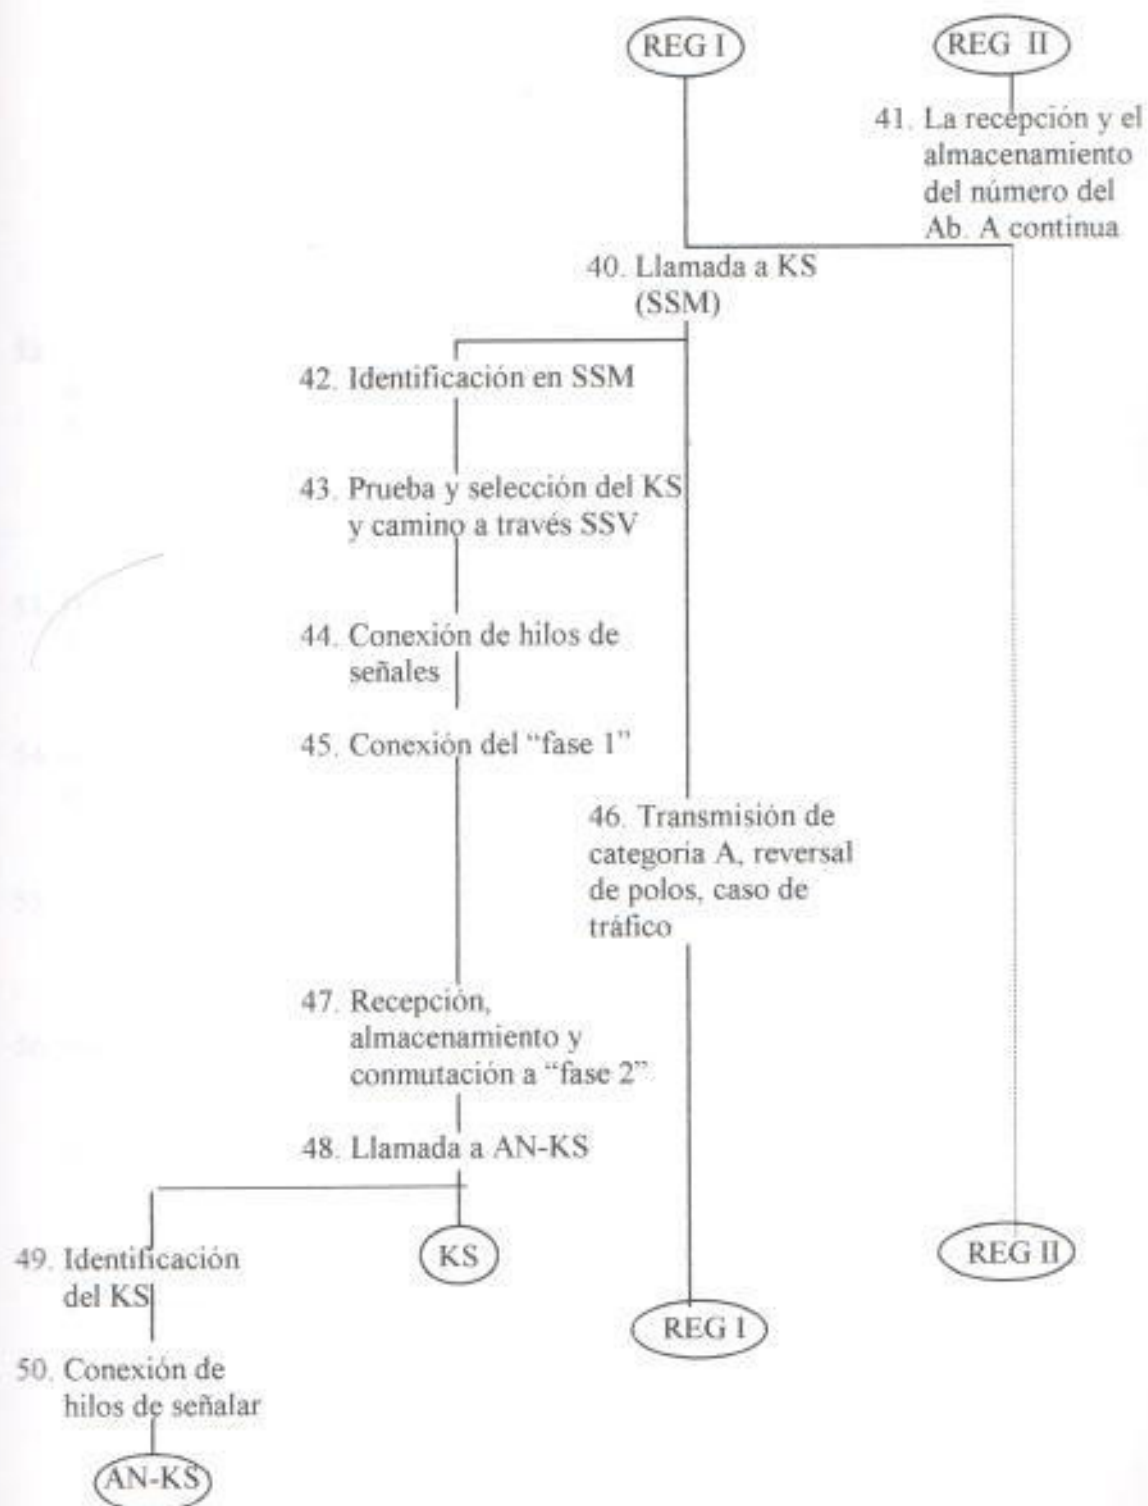 REG I
REG II
41. La recepción y el
almacenamiento
del número del
Ab. A continua
40. Llamada a KS
(SSM)
42. Identificación en SSM
43. Prueba y selección del KS
y camino a través SSV
44. Conexión de hilos de
señales
45. Conexión del “fase 1”
46. Transmisión de
categoria A, reversal
de polos, caso de
tráfico
47. Recepción,
almacenamiento y
conmutación a “fase 2”
48. Llamada a AN-KS
49. Identificación
del KS
KS
REG II
REG I
50. Conexión de
hilos de señalar
AN-KS